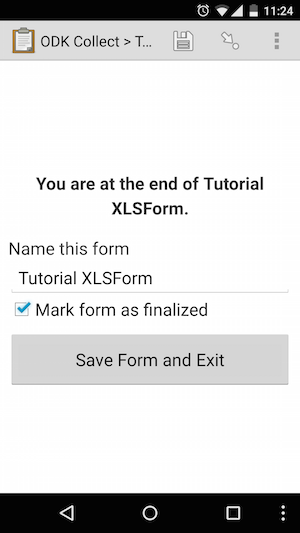 11:24
ODK Collect > T...
You are at the end of Tutorial
XLSForm.
Name this form
Tutorial XLSForm
Mark form as finalized
Save Form and Exit